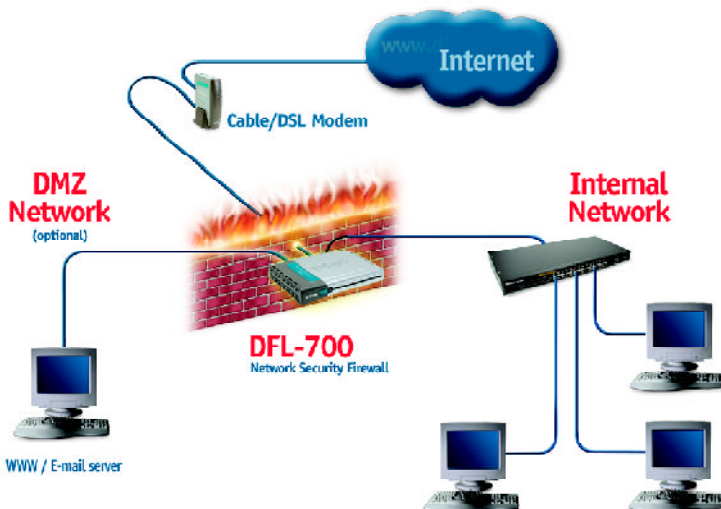 www.
Internet
Cable/DSL Modem
DMZ
Network
(optional)
Internal
Network
DFL-700
Network Security Firewall
WWW / E-mail server